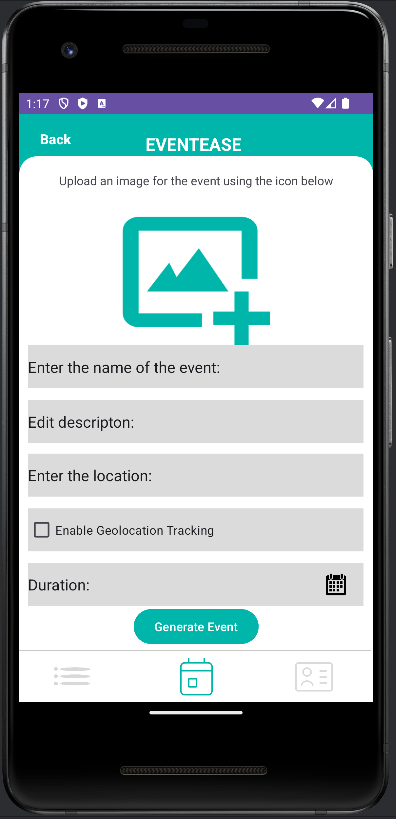 1:17
Back
EVENTEASE
Upload an image for the event using the icon below
Enter the name of the event:
Edit descripton:
Enter the location:
Enable Geolocation Tracking
Duration:
Generate Event